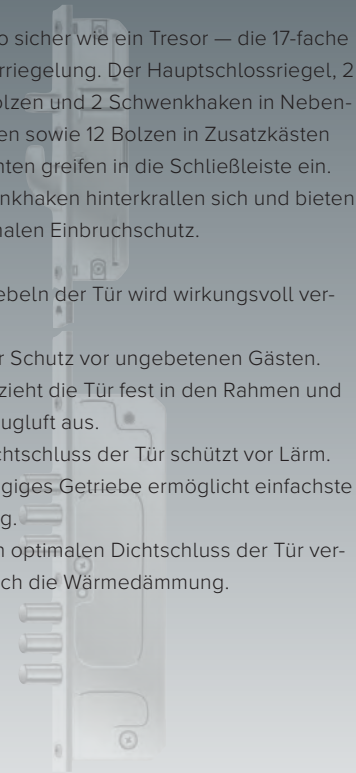 o sicher wie ein Tresor — die 17-fache
rriegelung. Der Hauptschlossriegel, 2
olzen und 2 Schwenkhaken in Neben-
en sowie 12 Bolzen in Zusatzkästen
nten greifen in die Schließleiste ein.
nkhaken hinterkrallen sich und bieten
nalen Einbruchschutz.
ebeln der Tür wird wirkungsvoll ver-
r Schutz vor ungebetenen Gästen.
zieht die Tür fest in den Rahmen und
ugluft aus.
chtschluss der Tür schützt vor Lärm.
giges Getriebe ermöglicht einfachste
g.
n optimalen Dichtschluss der Tür ver-
ch die Wärmedämmung.